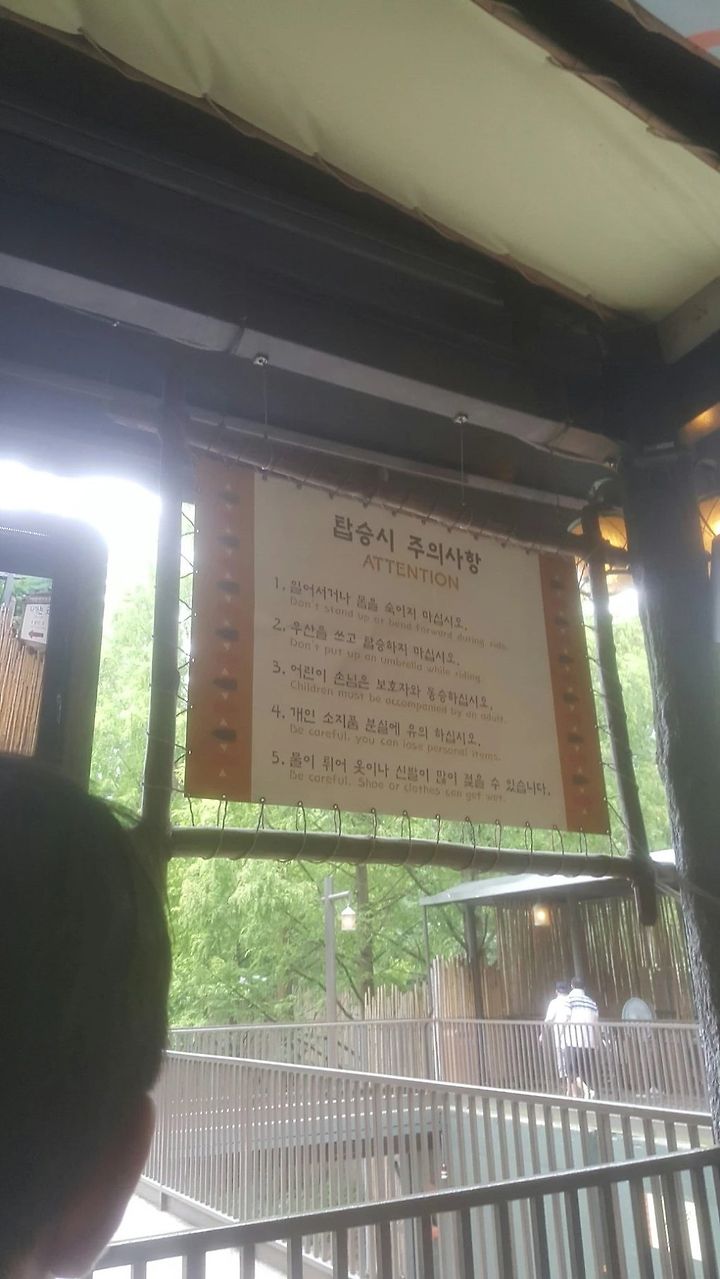 탑승시 주의사항
ATTENTION
1. 일어서거나 몸을 숙이지 마십시오.
Don't stand up or bend forward during ride.
2. 우산을 쓰고 탑승하지 마십시오.
Don't put up an umbrella while riding.
3. 어린이 손님은 보호자와 동승하십시오.
Children must be accompanied by an adult.
4. 개인 소지품 분실에 유의 하십시오.
Be careful. you can lose personal items.
5. 물이 튀어 옷이나 신발이 많이 젖을 수 있습니다.
Be careful. Shoe or clothes can get wet.